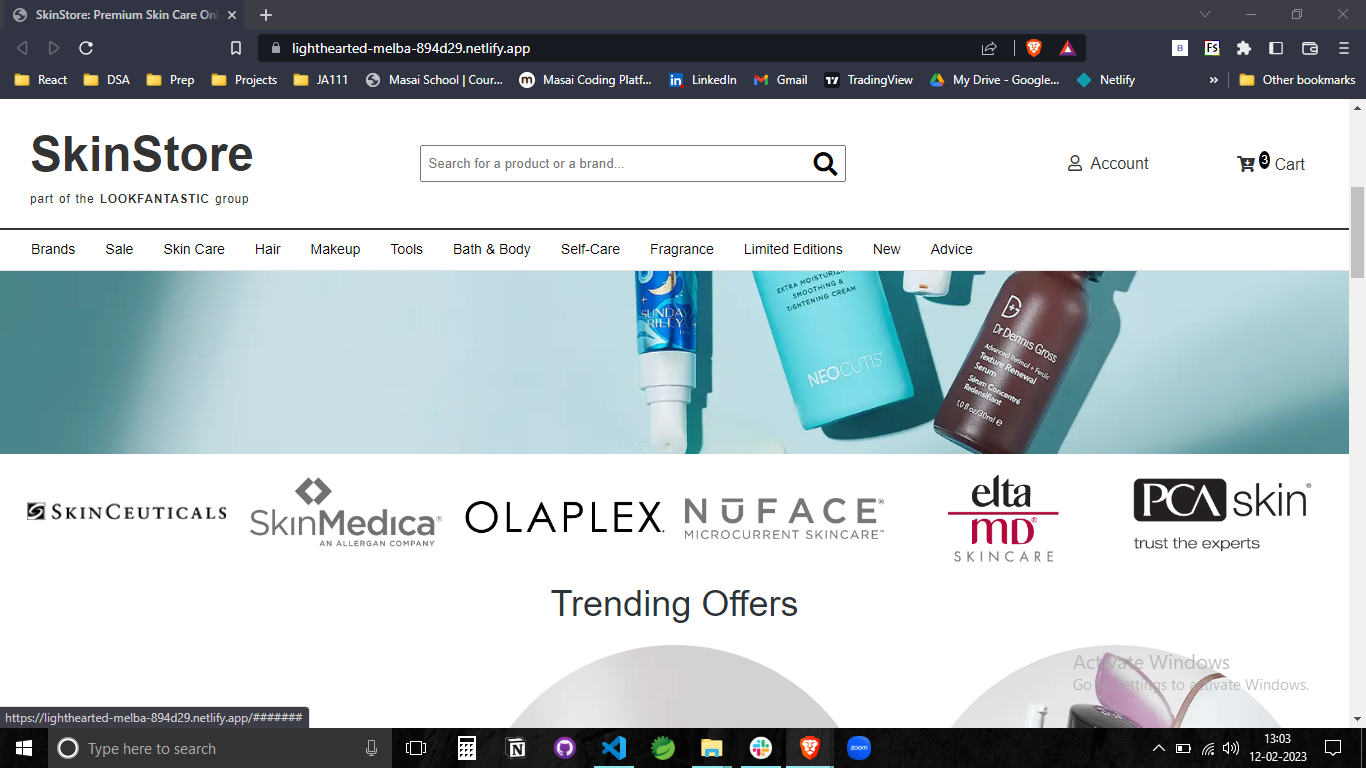 SkinStore: Premium Skin Care Onl
lighthearted-melba-894d29.netlify.app
React DSA Prep Projects JA111 Masai School | Cour... Masai Coding Platf... LinkedIn Gmail TradingView My Drive - Google... Netlify » Other bookmarks
SkinStore
part of the LOOKFANTASTIC group
Search for a product or a brand...
Account
3 Cart
Brands Sale Skin Care Hair Makeup Tools Bath & Body Self-Care Fragrance Limited Editions New Advice
SUNDAY
RILEY
EXTRA MOISTURIZING
SMOOTHING &
TIGHTENING CREAM
NEOCUTIS
Dr Dennis Gross
Advanced Retinol + Ferulic
Texture Renewal
Serum
Sérum Concentré
Redensifiant
1.0 fl oz/30ml e
SKINCEUTICALS
SkinMedica®
AN ALLERGAN COMPANY
OLAPLEX.
NUFACE®
MICROCURRENT SKINCARE™
elta
MD®
SKINCARE
PCA skin®
trust the experts
Trending Offers
Activate Windows
Go to Settings to activate Windows.
https://lighthearted-melba-894d29.netlify.app/#######
Type here to search
zoom
13:03
12-02-2023